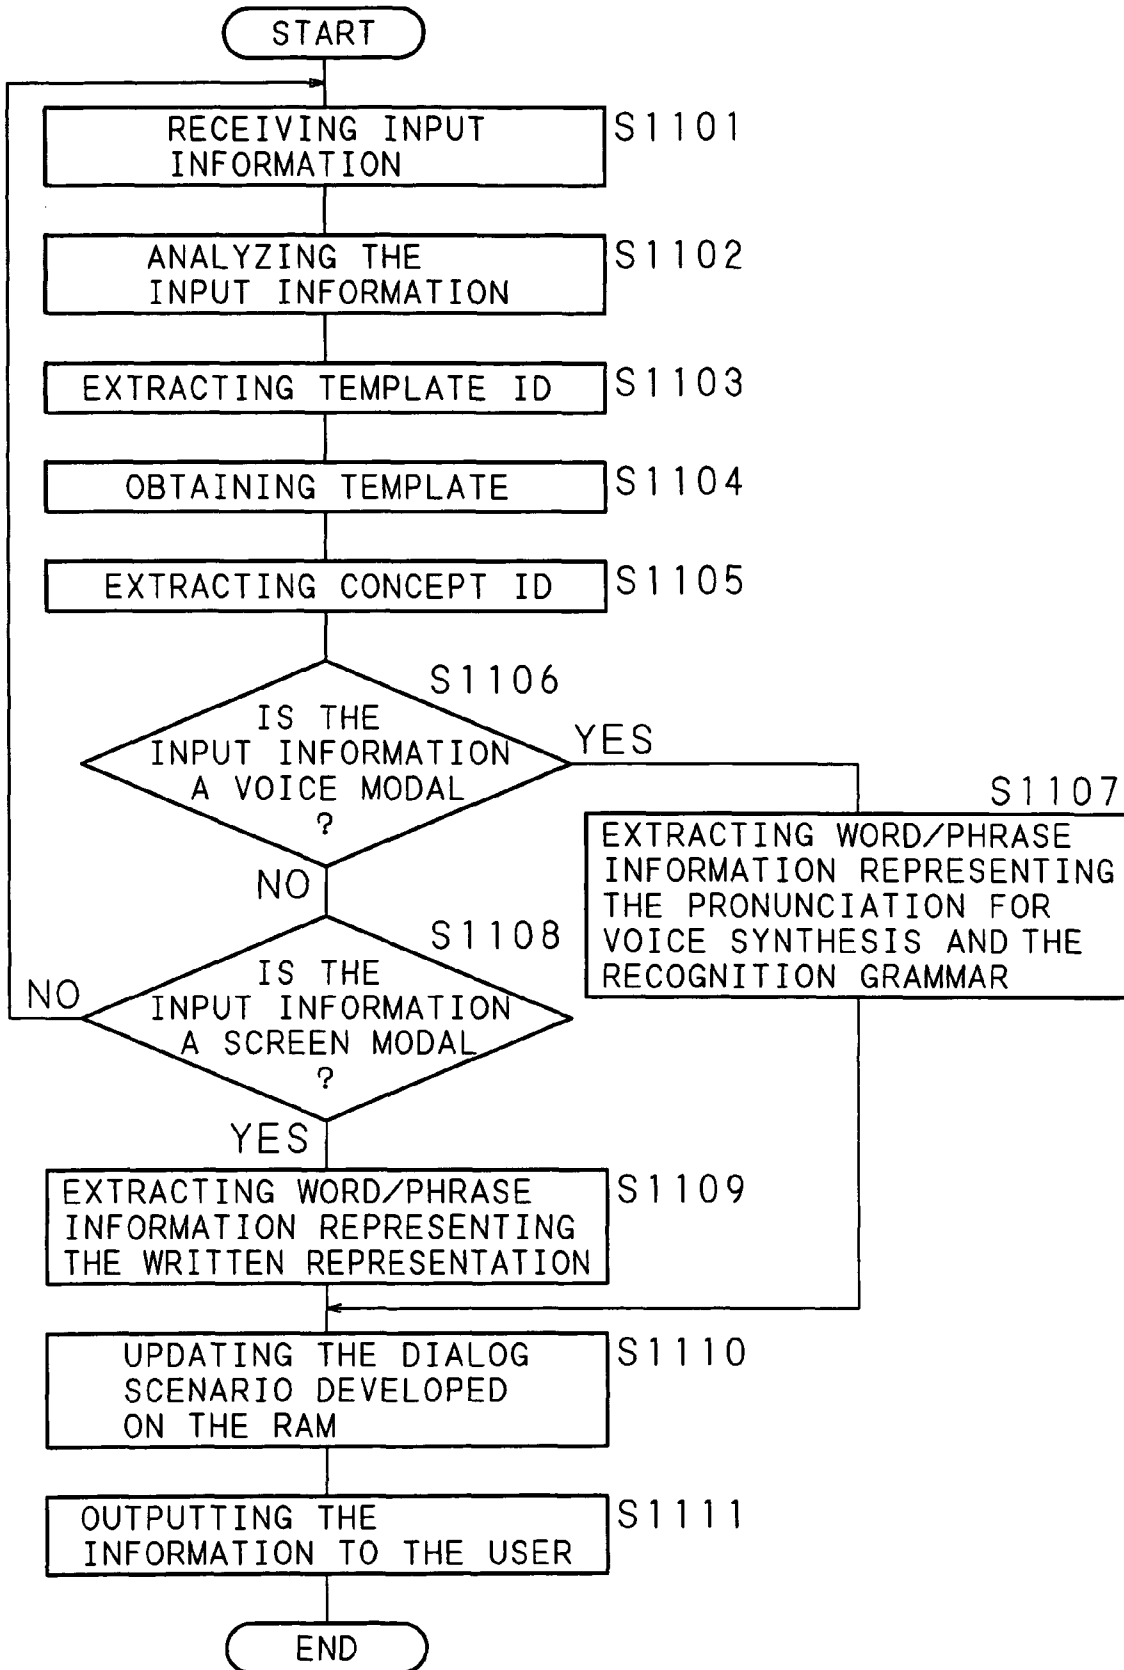 START
RECEIVING INPUT
INFORMATION
S1101
ANALYZING THE
INPUT INFORMATION
S1102
EXTRACTING TEMPLATE ID
S1103
OBTAINING TEMPLATE
S1104
EXTRACTING CONCEPT ID
S1105
S1106
IS THE
INPUT INFORMATION
A VOICE MODAL
?
YES
NO
S1107
EXTRACTING WORD/PHRASE
INFORMATION REPRESENTING
THE PRONUNCIATION FOR
VOICE SYNTHESIS AND THE
RECOGNITION GRAMMAR
S1108
IS THE
INPUT INFORMATION
A SCREEN MODAL
?
NO
YES
EXTRACTING WORD/PHRASE
INFORMATION REPRESENTING
THE WRITTEN REPRESENTATION
S1109
UPDATING THE DIALOG
SCENARIO DEVELOPED
ON THE RAM
S1110
OUTPUTTING THE
INFORMATION TO THE USER
S1111
END